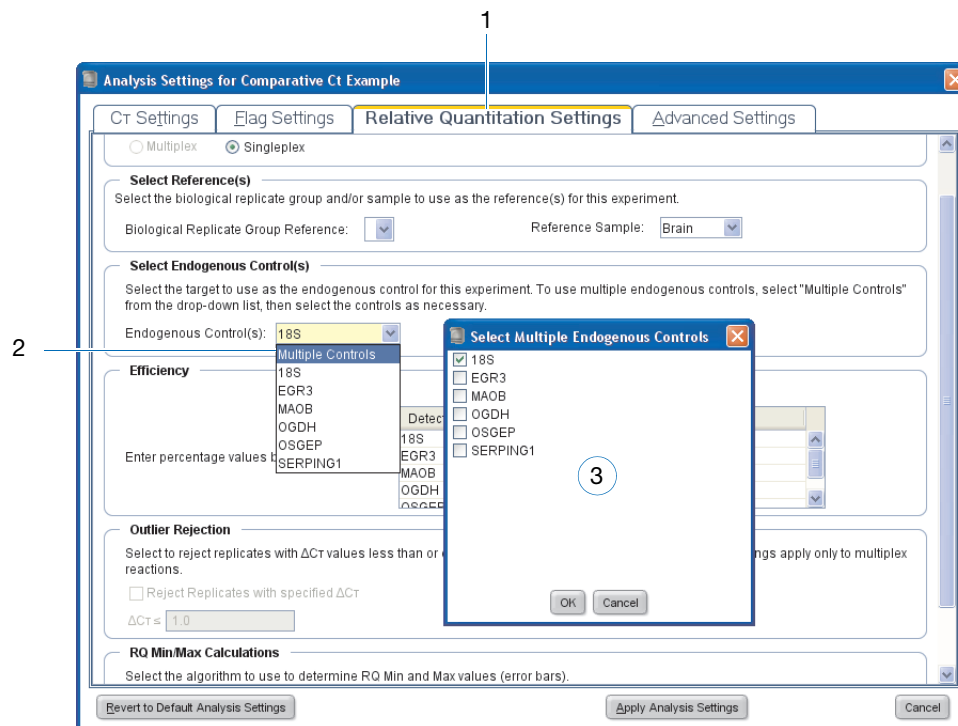 1
Analysis Settings for Comparative Ct Example
CT Settings
Flag Settings
Relative Quantitation Settings
Advanced Settings
Multiplex
Singleplex
Select Reference(s)
Select the biological replicate group and/or sample to use as the reference(s) for this experiment.
Biological Replicate Group Reference:
Reference Sample: Brain
Select Endogenous Control(s)
Select the target to use as the endogenous control for this experiment. To use multiple endogenous controls, select "Multiple Controls"
from the drop-down list, then select the controls as necessary.
Endogenous Control(s): 18S
2
Multiple Controls
18S
EGR3
MAOB
OGDH
OSGEP
SERPING1
Select Multiple Endogenous Controls
18S
EGR3
MAOB
OGDH
OSGEP
SERPING1
3
OK
Cancel
Efficiency
Enter percentage values
Detec
18S
EGR3
MAOB
OGDH
OSGEP
Outlier Rejection
Select to reject replicates with ΔCT values less than or
ngs apply only to multiplex
reactions.
Reject Replicates with specified ΔCT
ΔCT ≤ 1.0
RQ Min/Max Calculations
Select the algorithm to use to determine RQ Min and Max values (error bars).
Revert to Default Analysis Settings
Apply Analysis Settings
Cancel